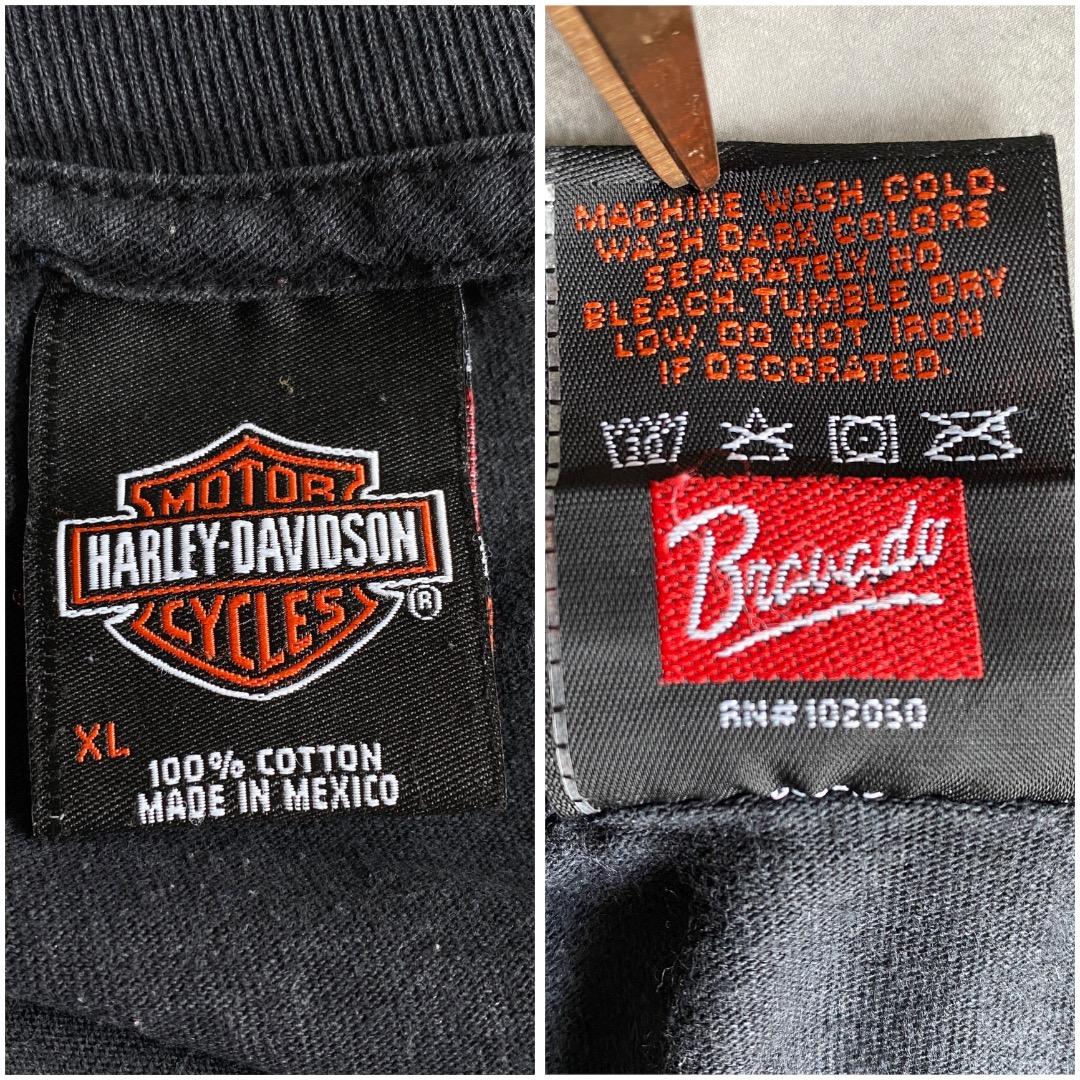 MOTOR
HARLEY-DAVIDSON
CYCLES
®
XL
100% COTTON
MADE IN MEXICO
MACHINE WASH COLD.
WASH DARK COLORS
SEPARATELY. NO
BLEACH. TUMBLE DRY
LOW. DO NOT IRON
IF DECORATED.
Bravado
RN#102050